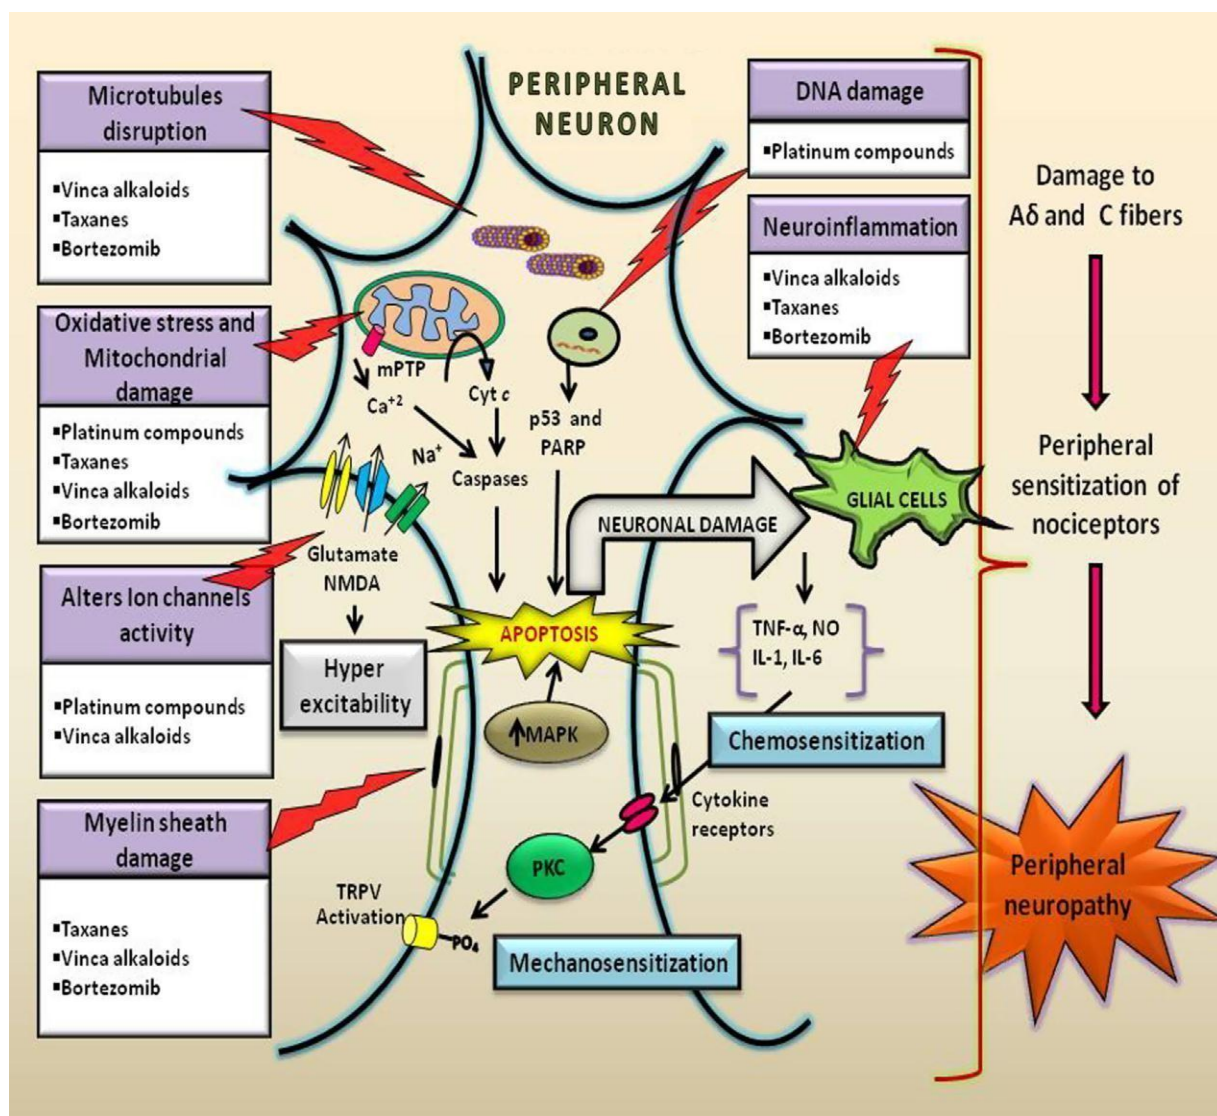 PERIPHERAL
NEURON
Microtubules
disruption
▪Vinca alkaloids
▪Taxanes
▪Bortezomib
Oxidative stress and
Mitochondrial
damage
▪Platinum compounds
▪Taxanes
▪Vinca alkaloids
▪Bortezomib
Alters Ion channels
activity
▪Platinum compounds
▪Vinca alkaloids
Myelin sheath
damage
▪Taxanes
▪Vinca alkaloids
▪Bortezomib
mPTP
Ca⁺²
Cyt c
Na⁺
Caspases
p53 and
PARP
Glutamate
NMDA
Hyper
excitability
APOPTOSIS
↑MAPK
NEURONAL DAMAGE
DNA damage
▪Platinum compounds
Neuroinflammation
▪Vinca alkaloids
▪Taxanes
▪Bortezomib
GLIAL CELLS
TNF-α, NO
IL-1, IL-6
Chemosensitization
Cytokine
receptors
PKC
TRPV
Activation
PO₄
Mechanosensitization
Damage to
Aδ and C fibers
Peripheral
sensitization of
nociceptors
Peripheral
neuropathy